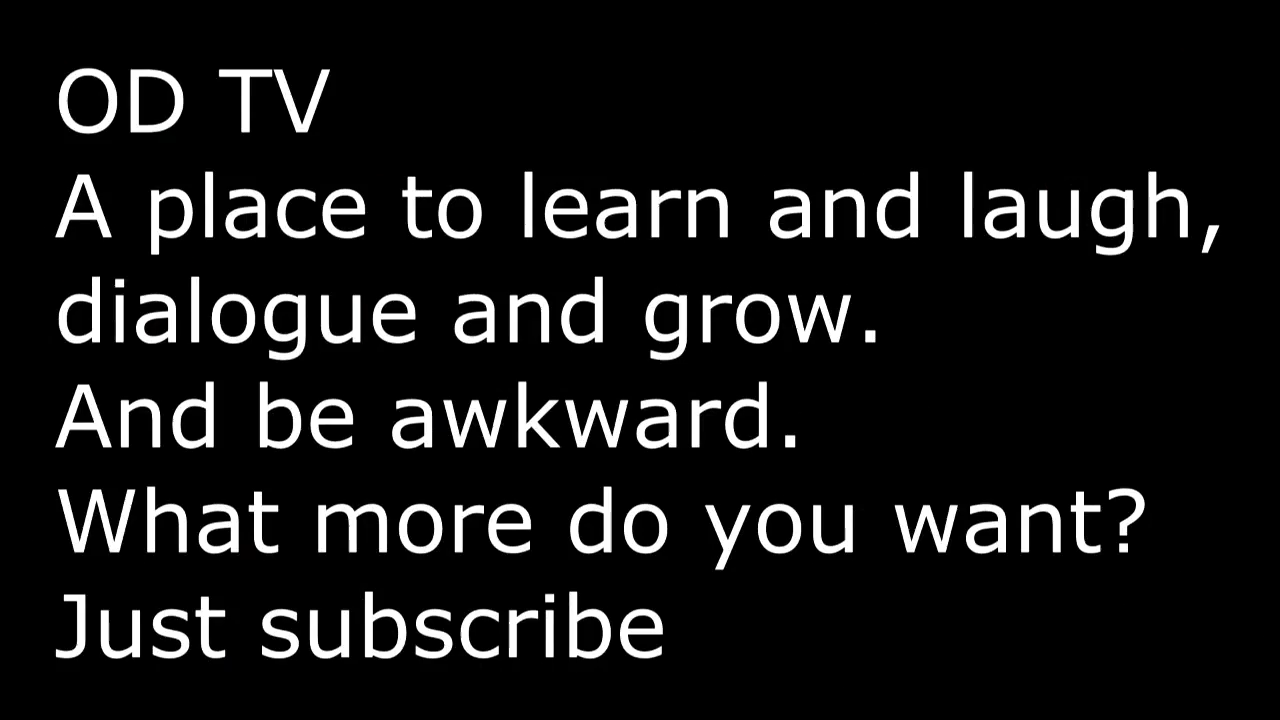 OD TV
A place to learn and laugh,
dialogue and grow.
And be awkward.
What more do you want?
Just subscribe